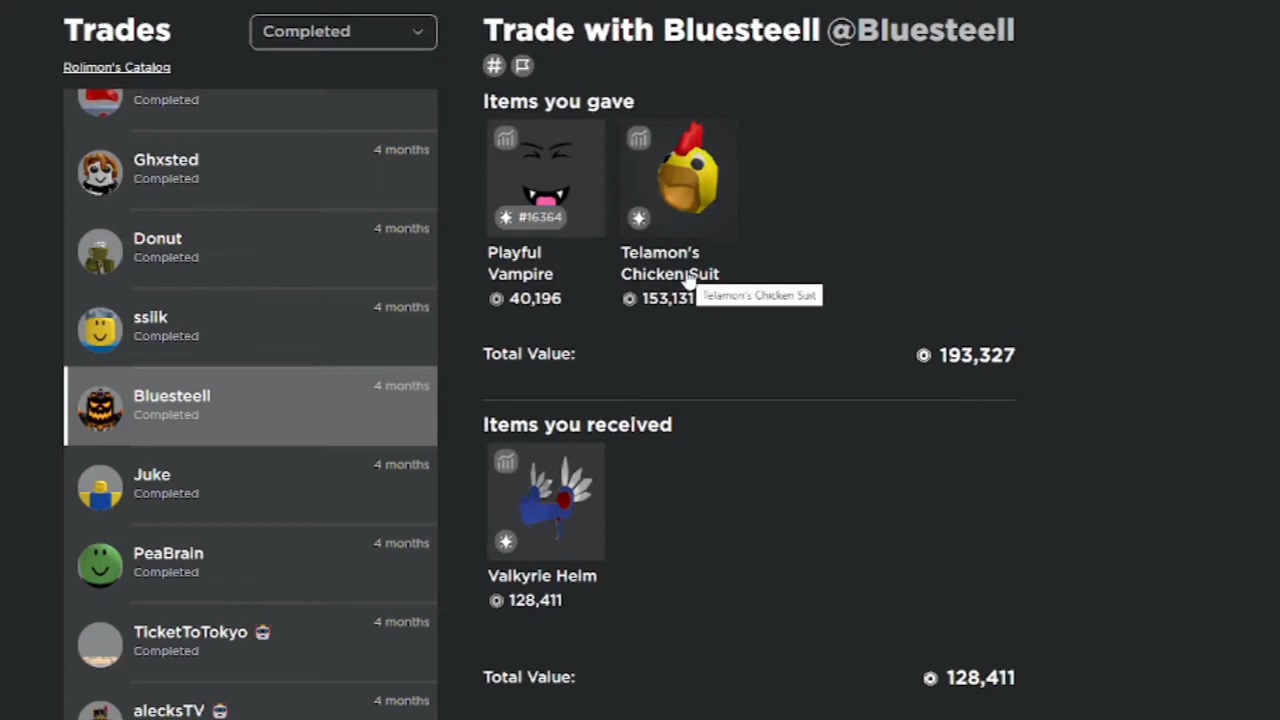 Trades
Completed
Rolimon's Catalog
Completed
Ghxsted
Completed
4 months
Donut
Completed
4 months
sslik
Completed
4 months
Bluesteell
Completed
4 months
Juke
Completed
4 months
PeaBrain
Completed
4 months
TicketToTokyo
Completed
4 months
alecksTV
4 months
Trade with Bluesteell @Bluesteell
#
Items you gave
#16364
Playful
Vampire
40,196
Telamon's
Chicken Suit
153,131
Telamon's Chicken Suit
Total Value:
193,327
Items you received
Valkyrie Helm
128,411
Total Value:
128,411